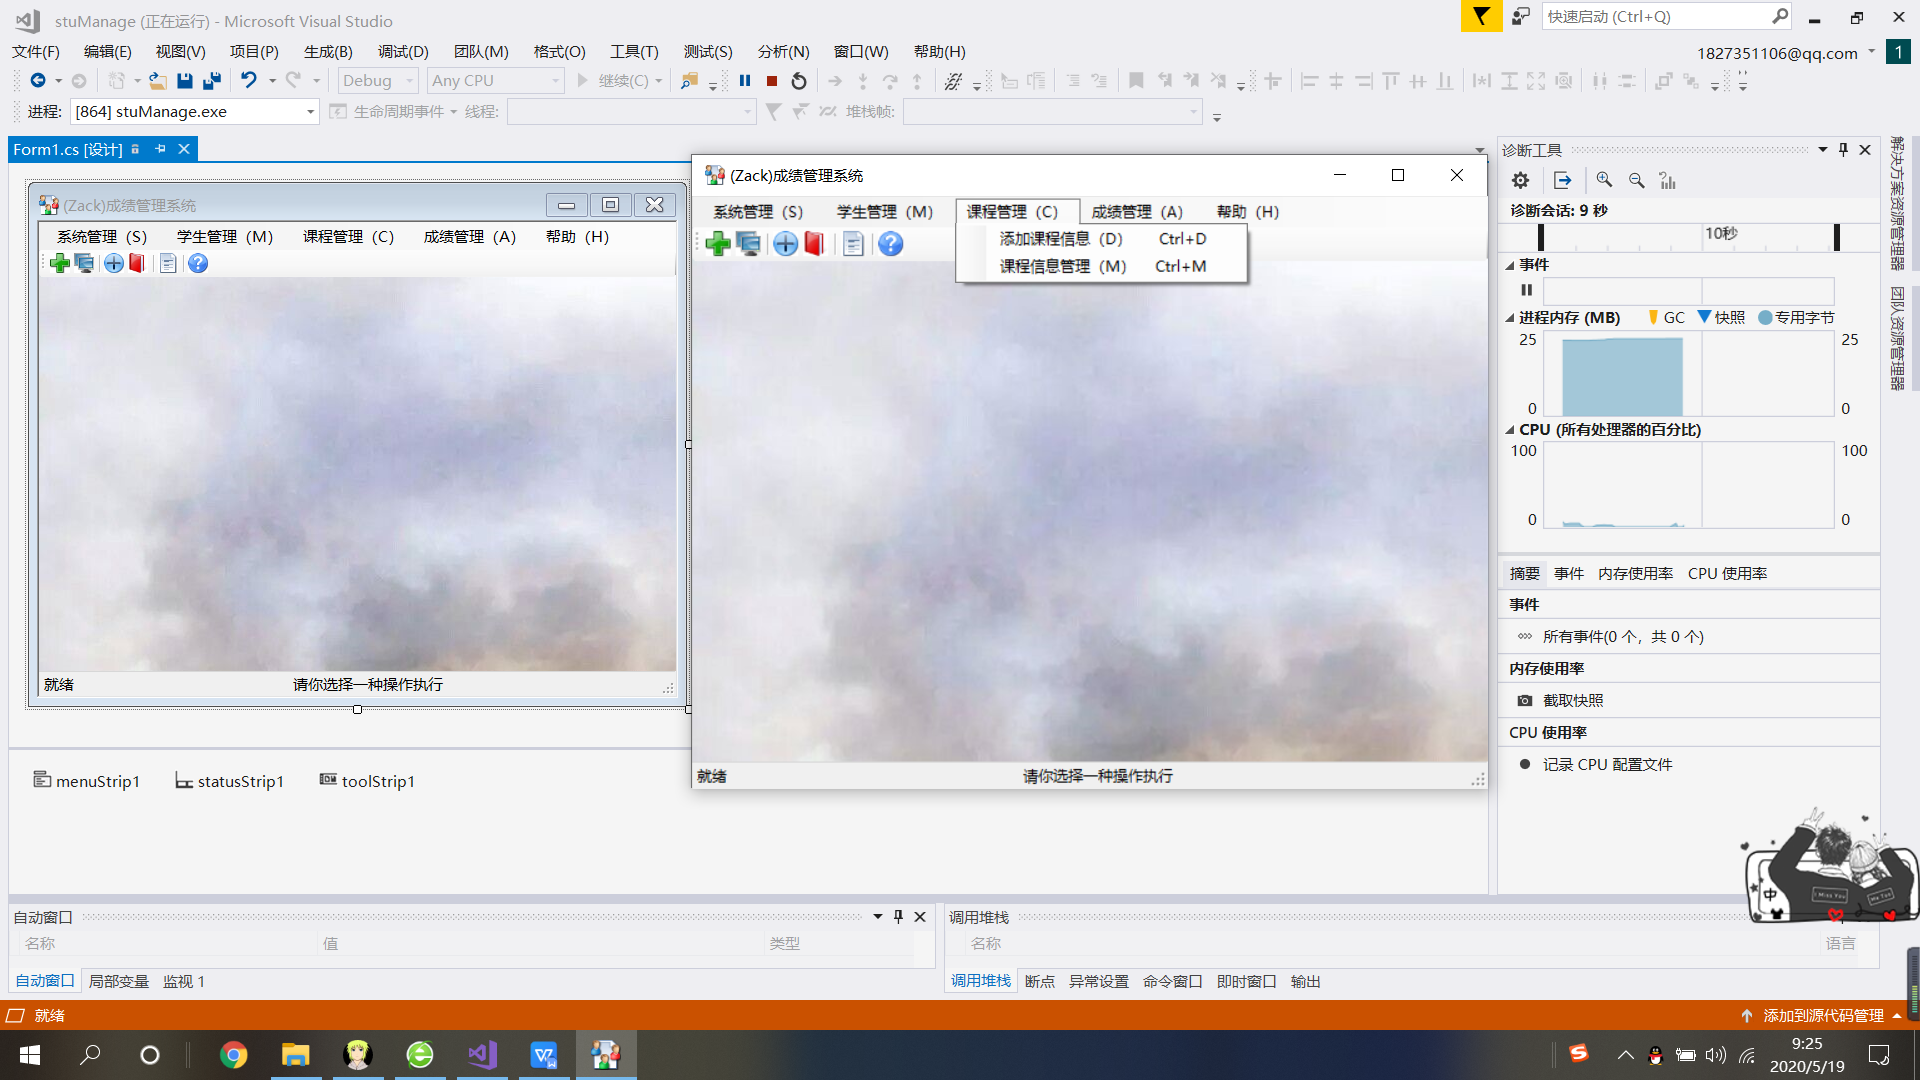 stuManage (正在运行) - Microsoft Visual Studio
快速启动 (Ctrl+Q)
文件(F) 编辑(E) 视图(V) 项目(P) 生成(B) 调试(D) 团队(M) 格式(O) 工具(T) 测试(S) 分析(N) 窗口(W) 帮助(H)
1827351106@qq.com 1
Debug Any CPU 继续(C)
进程: [864] stuManage.exe 生命周期事件 线程: 堆栈帧:
Form1.cs [设计]
(Zack)成绩管理系统
系统管理 (S) 学生管理 (M) 课程管理 (C) 成绩管理 (A) 帮助 (H)
就绪 请你选择一种操作执行
menuStrip1 statusStrip1 toolStrip1
(Zack)成绩管理系统
系统管理 (S) 学生管理 (M) 课程管理 (C) 成绩管理 (A) 帮助 (H)
添加课程信息 (D) Ctrl+D
课程信息管理 (M) Ctrl+M
就绪 请你选择一种操作执行
诊断工具
诊断会话: 9 秒
10秒
事件
进程内存 (MB) GC 快照 专用字节
25 25
0 0
CPU (所有处理器的百分比)
100 100
0 0
摘要 事件 内存使用率 CPU 使用率
事件
所有事件(0 个，共 0 个)
内存使用率
截取快照
CPU 使用率
记录 CPU 配置文件
解决方案资源管理器
团队资源管理器
中 I Miss You Me Too
自动窗口
名称 值 类型
自动窗口 局部变量 监视 1
调用堆栈
名称 语言
调用堆栈 断点 异常设置 命令窗口 即时窗口 输出
就绪 添加到源代码管理
9:25
2020/5/19